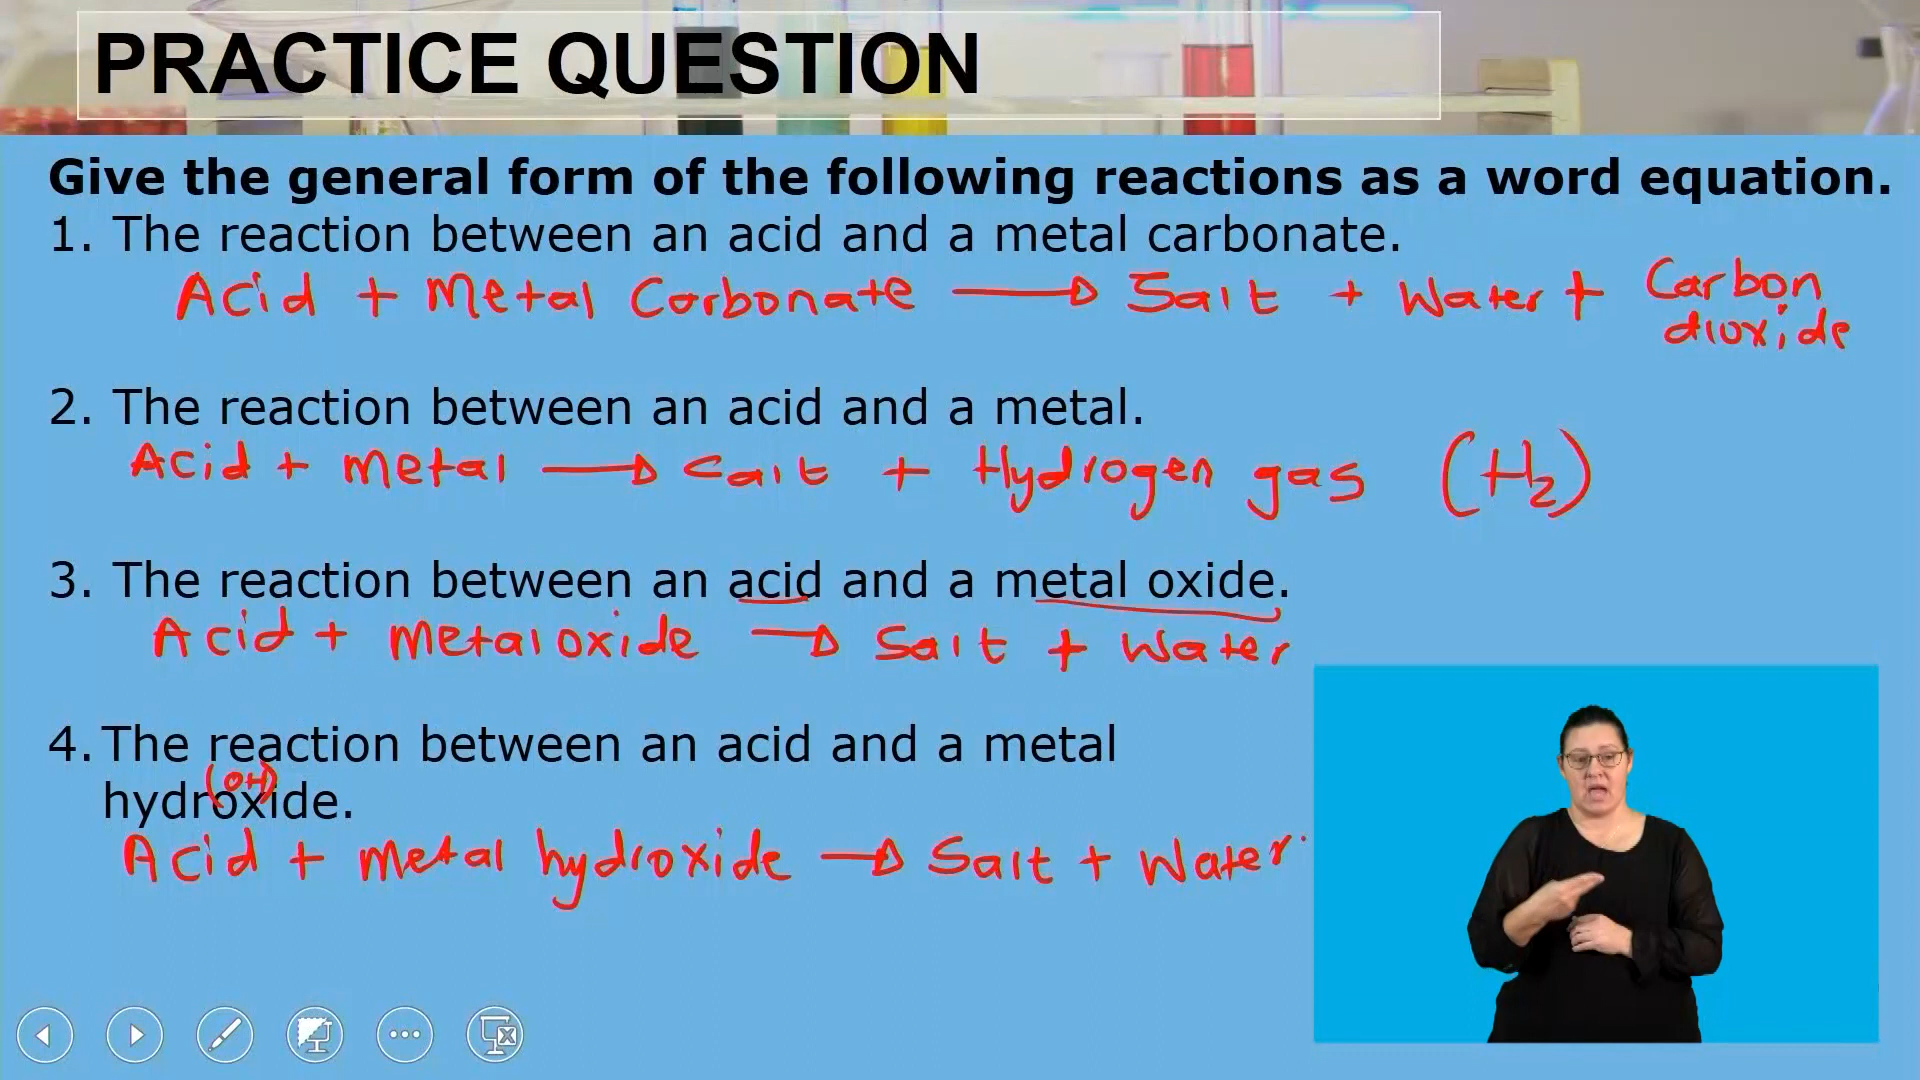 PRACTICE QUESTION
Give the general form of the following reactions as a word equation.
1. The reaction between an acid and a metal carbonate.
Acid + Metal Carbonate → Salt + Water + Carbon
dioxide
2. The reaction between an acid and a metal.
Acid + metal → Salt + Hydrogen gas (H₂)
3. The reaction between an acid and a metal oxide.
Acid + Metal oxide → Salt + Water
4. The reaction between an acid and a metal
(OH)
hydroxide.
Acid + Metal hydroxide → Salt + Water